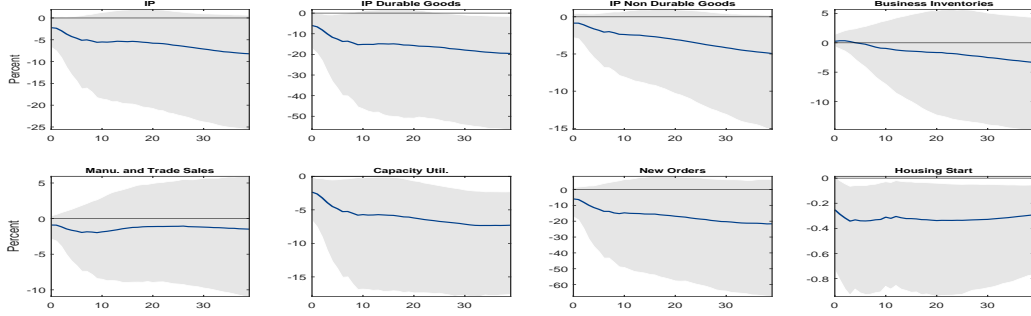 IP
IP Durable Goods
IP Non Durable Goods
Business Inventories
Percent
0
-5
-10
-15
-20
-25
0 10 20 30
0
-10
-20
-30
-40
-50
0 10 20 30
0
-5
-10
-15
0 10 20 30
5
0
-5
-10
0 10 20 30
Manu. and Trade Sales
Capacity Util.
New Orders
Housing Start
Percent
5
0
-5
-10
0 10 20 30
0
-5
-10
-15
0 10 20 30
0
-10
-20
-30
-40
-50
-60
0 10 20 30
0
-0.2
-0.4
-0.6
-0.8
0 10 20 30